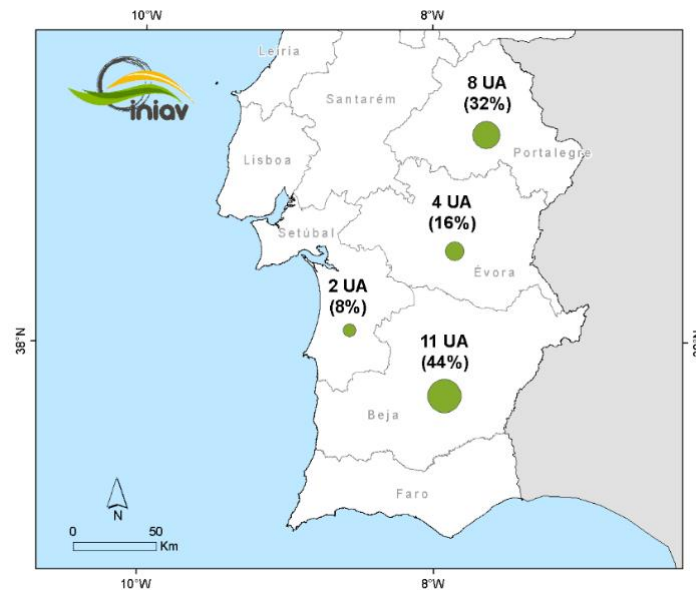 10°W
8°W
Leiria
iniav
Santarém
8 UA
(32%)
Lisboa
Portalegre
4 UA
(16%)
Setúbal
Évora
2 UA
(8%)
11 UA
(44%)
38°N
Beja
Faro
N
0 50
Km
10°W
8°W